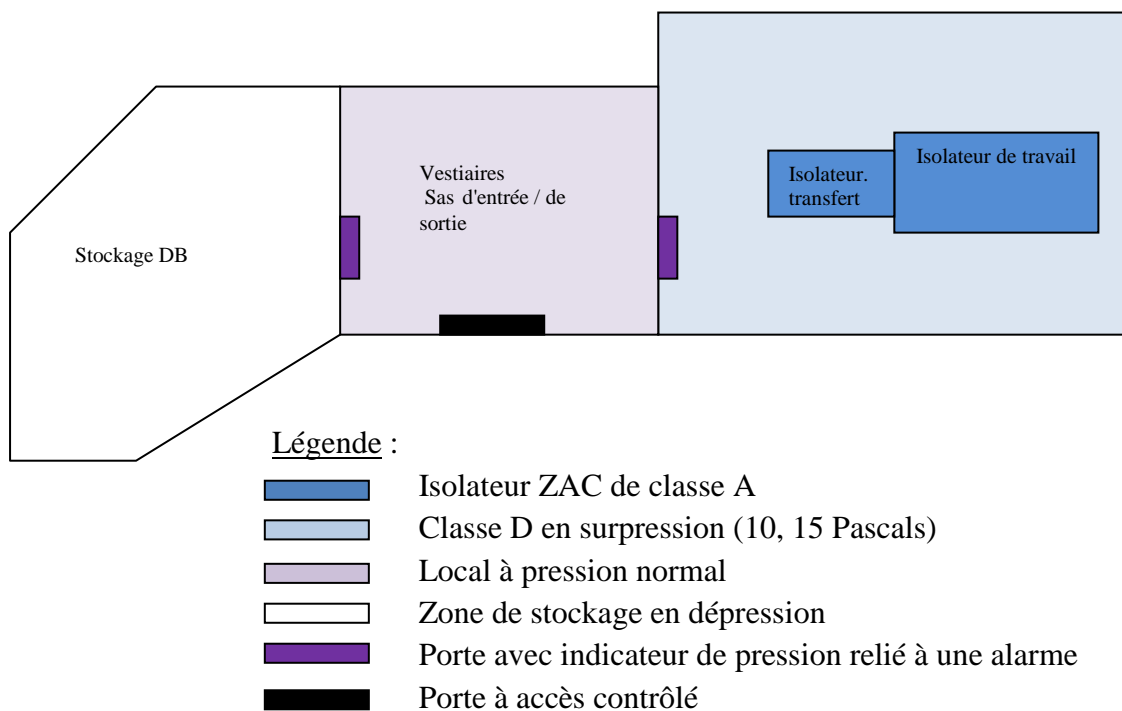 Stockage DB
Vestiaires
Sas d'entrée / de
sortie
Isolateur.
transfert
Isolateur de travail
Légende :
Isolateur ZAC de classe A
Classe D en surpression (10, 15 Pascals)
Local à pression normal
Zone de stockage en dépression
Porte avec indicateur de pression relié à une alarme
Porte à accès contrôlé